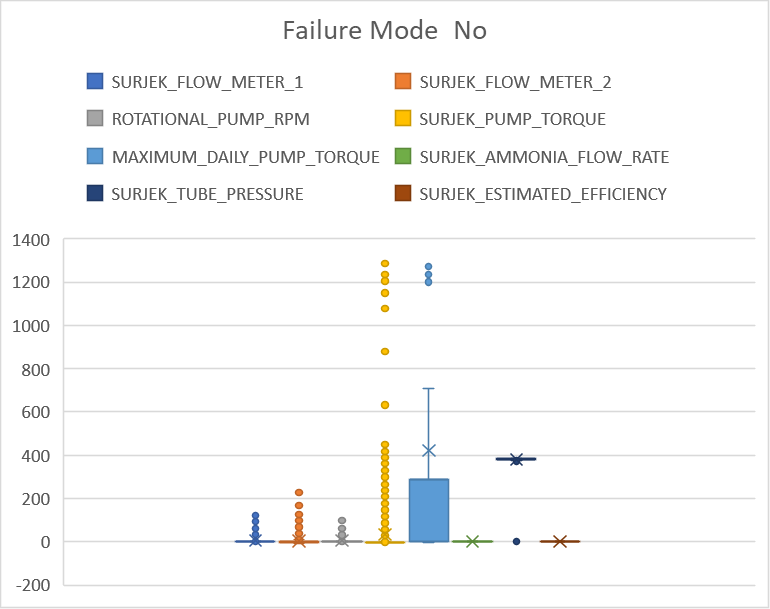 Failure Mode  No
SURJEK_FLOW_METER_1 SURJEK_FLOW_METER_2
ROTATIONAL_PUMP_RPM SURJEK_PUMP_TORQUE
MAXIMUM_DAILY_PUMP_TORQUE SURJEK_AMMONIA_FLOW_RATE
SURJEK_TUBE_PRESSURE SURJEK_ESTIMATED_EFFICIENCY
1400
1200
1000
800
600
400
200
0
-200